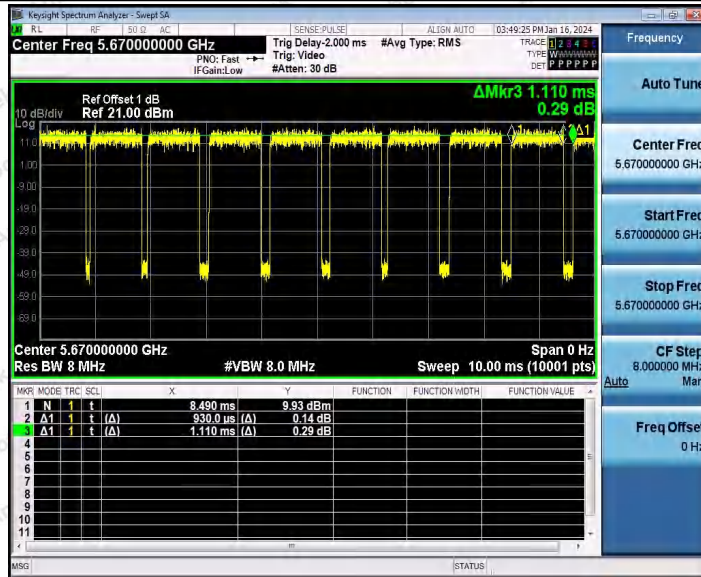 Keysight Spectrum Analyzer - Swept SA
RL RF 50 Ω AC SENSE:PULSE ALIGN AUTO 03:49:25 PM Jan 16, 2024
Center Freq 5.670000000 GHz
PNO: Fast
IFGain:Low
Trig Delay-2.000 ms
Trig: Video
#Atten: 30 dB
#Avg Type: RMS
TRACE 1 2 3 4 5 6
TYPE
DET P P P P P P
Ref Offset 1 dB
10 dB/div Ref 21.00 dBm
Log
ΔMkr3 1.110 ms
0.29 dB
11.0
1.00
-9.00
-19.0
-29.0
-39.0
-49.0
-59.0
-69.0
Center 5.670000000 GHz Span 0 Hz
Res BW 8 MHz #VBW 8.0 MHz Sweep 10.00 ms (10001 pts)
MKR MODE TRC SCL X Y FUNCTION FUNCTION WIDTH FUNCTION VALUE
1 N 1 t 8.490 ms 9.93 dBm
2 Δ1 1 t (Δ) 930.0 µs (Δ) 0.14 dB
3 Δ1 1 t (Δ) 1.110 ms (Δ) 0.29 dB
4
5
6
7
8
9
10
11
MSG STATUS
Frequency
Auto Tune
Center Freq
5.670000000 GHz
Start Freq
5.670000000 GHz
Stop Freq
5.670000000 GHz
CF Step
8.000000 MHz
Auto Man
Freq Offset
0 Hz